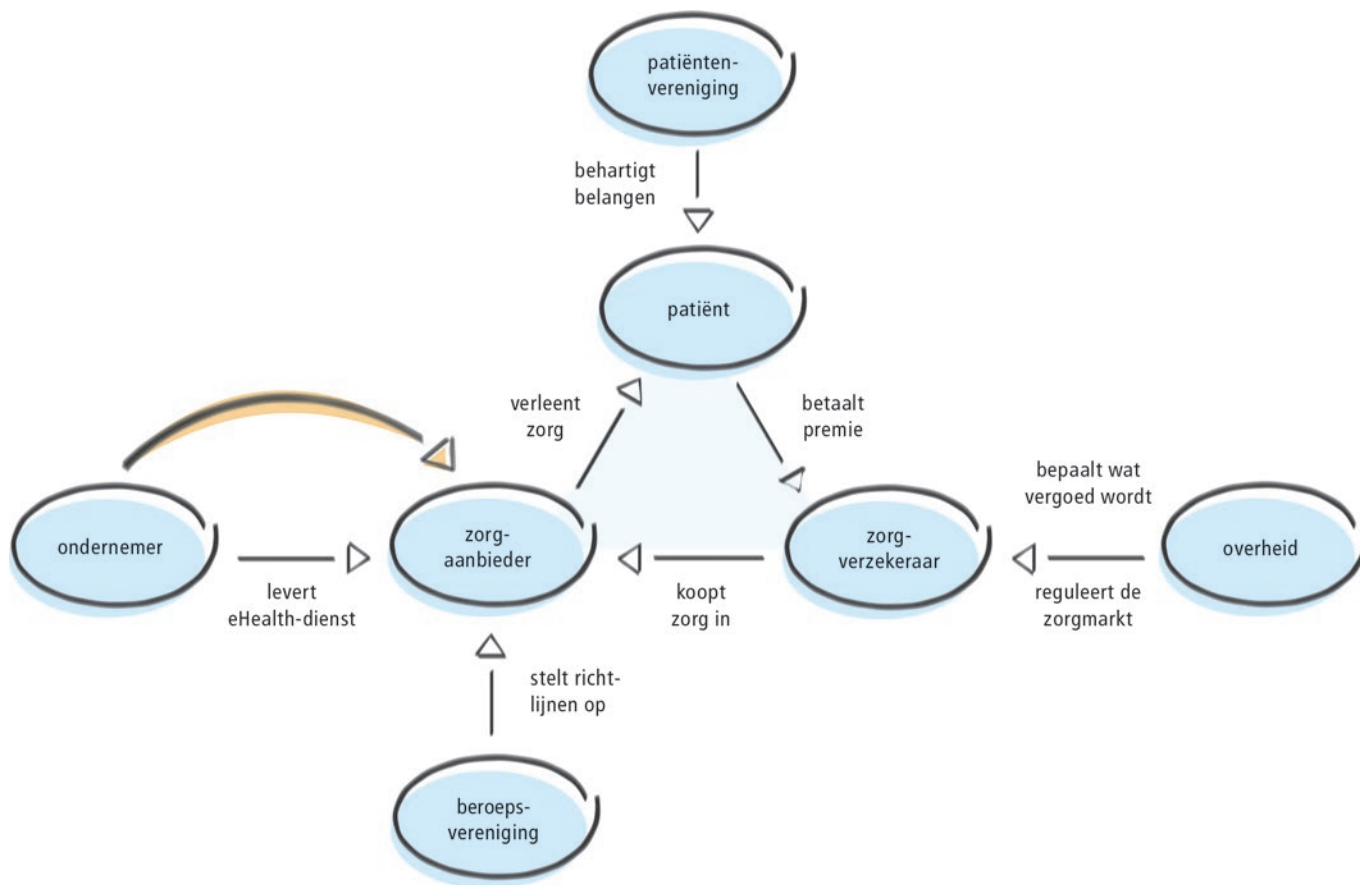 patiënten-
vereniging
behartigt
belangen
patiënt
verleent
zorg
betaalt
premie
bepaalt wat
vergoed wordt
ondernemer
zorg-
aanbieder
zorg-
verzekeraar
overheid
levert
eHealth-dienst
koopt
zorg in
reguleert de
zorgmarkt
stelt richt-
lijnen op
beroeps-
vereniging